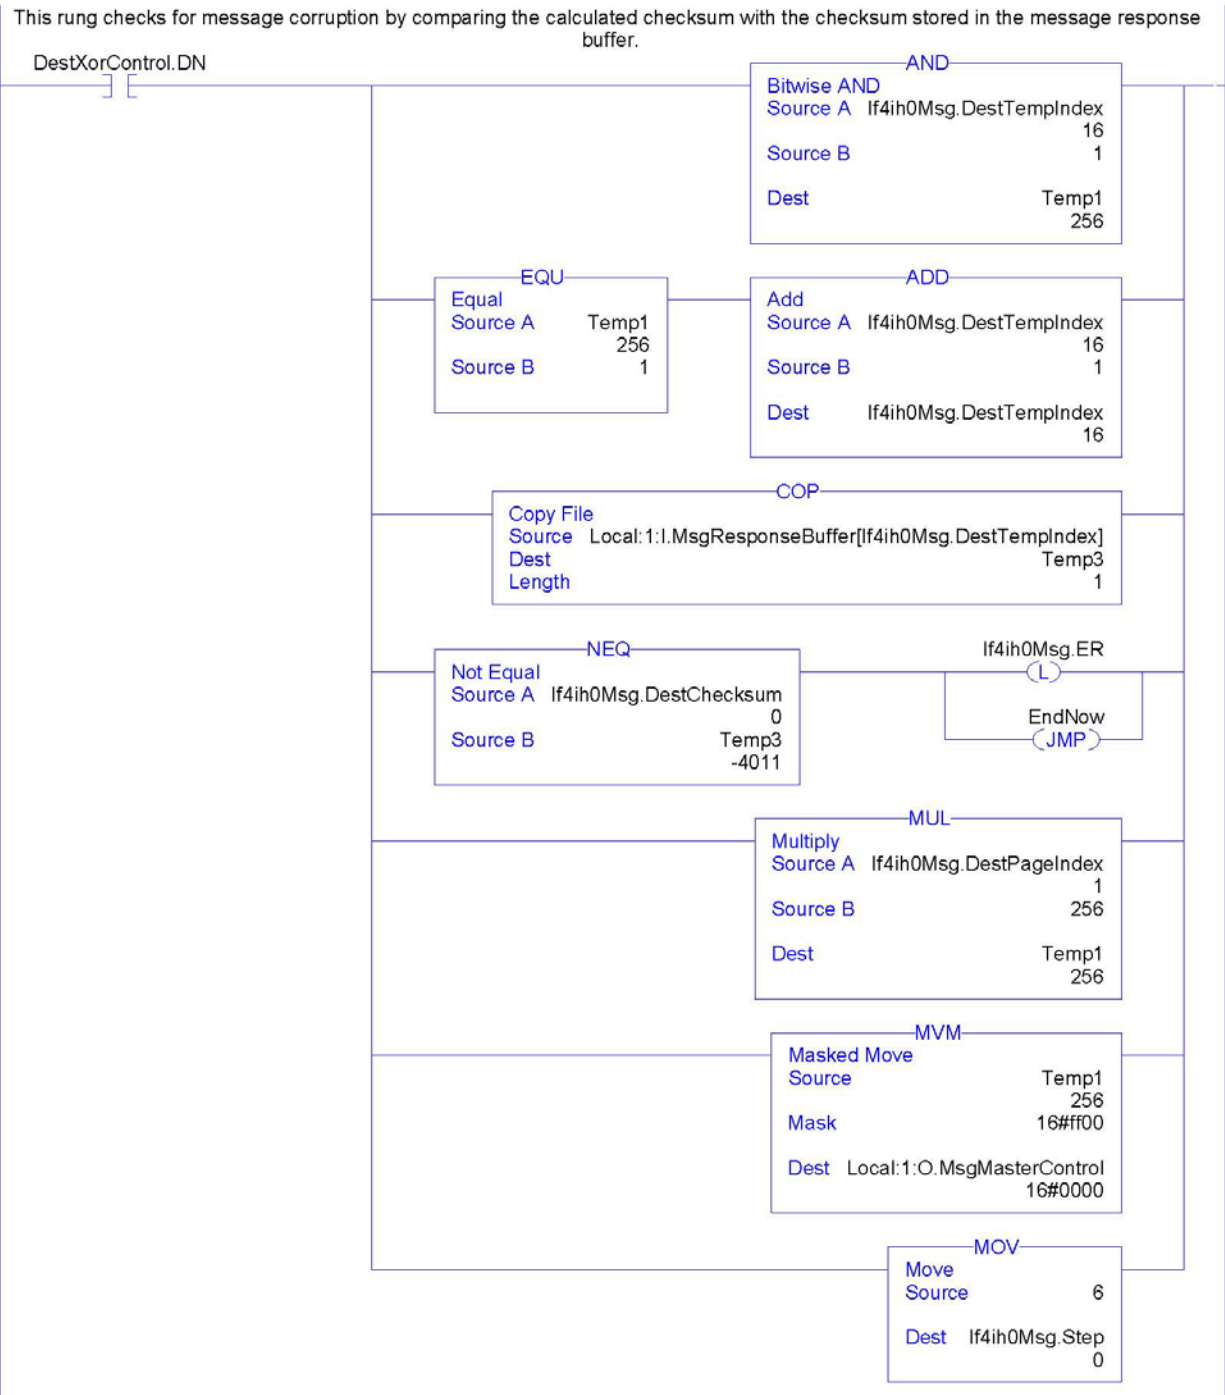 This rung checks for message corruption by comparing the calculated checksum with the checksum stored in the message response
buffer.
DestXorControl.DN
AND
Bitwise AND
Source A If4ih0Msg.DestTempIndex
16
Source B 1
Dest Temp1
256
EQU
Equal
Source A Temp1
256
Source B 1
ADD
Add
Source A If4ih0Msg.DestTempIndex
16
Source B 1
Dest If4ih0Msg.DestTempIndex
16
COP
Copy File
Source Local:1:I.MsgResponseBuffer[If4ih0Msg.DestTempIndex]
Dest Temp3
Length 1
NEQ
Not Equal
Source A If4ih0Msg.DestChecksum
0
Source B Temp3
-4011
If4ih0Msg.ER
L
EndNow
JMP
MUL
Multiply
Source A If4ih0Msg.DestPageIndex
1
Source B 256
Dest Temp1
256
MVM
Masked Move
Source Temp1
256
Mask 16#ff00
Dest Local:1:O.MsgMasterControl
16#0000
MOV
Move
Source 6
Dest If4ih0Msg.Step
0